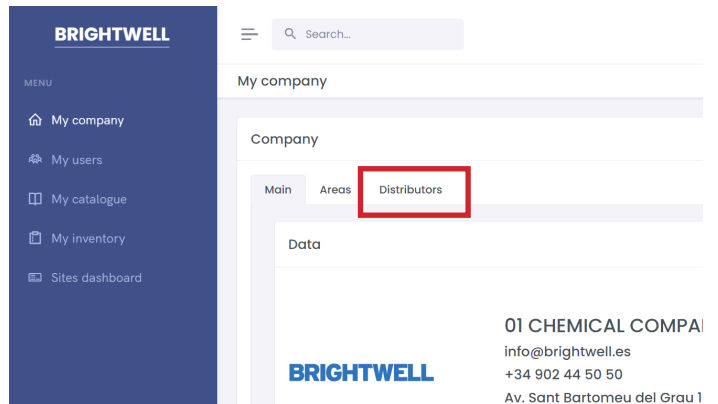 BRIGHTWELL
Search...
MENU
My company
My company
My users
My catalogue
My inventory
Sites dashboard
Company
Main Areas Distributors
Data
BRIGHTWELL
01 CHEMICAL COMPA
info@brightwell.es
+34 902 44 50 50
Av. Sant Bartomeu del Grau 1